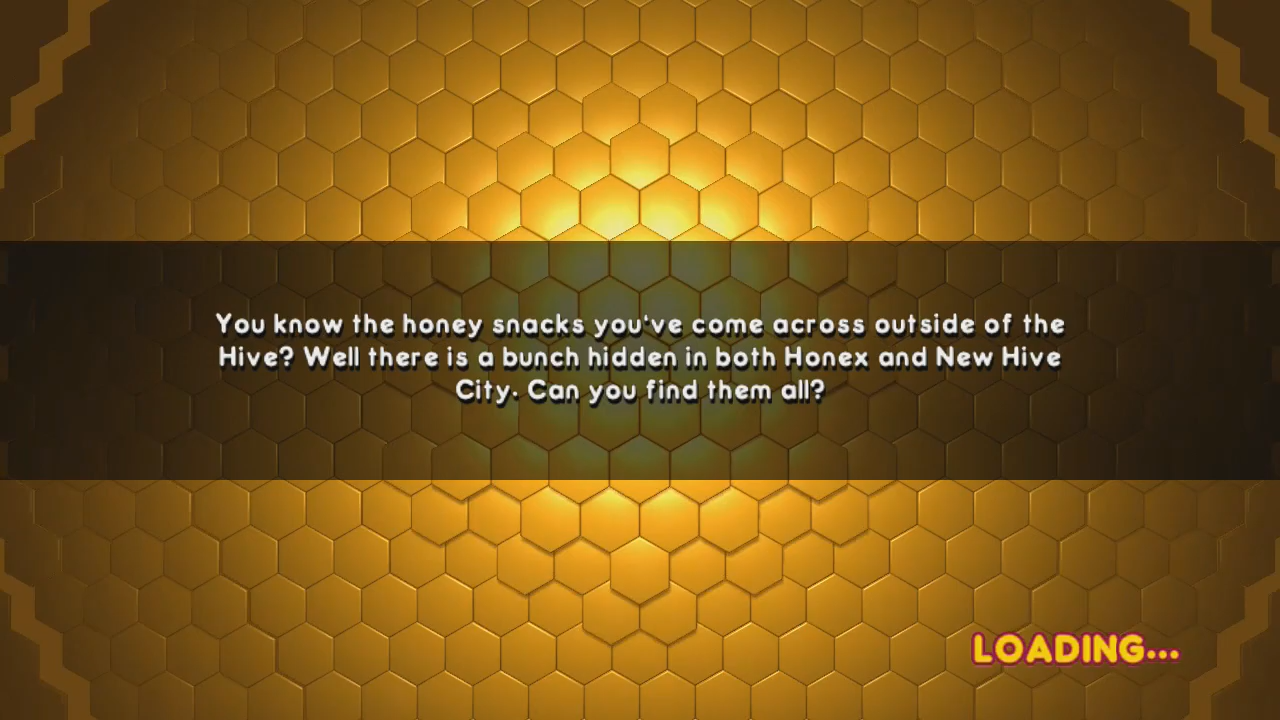 You know the honey snacks you've come across outside of the
Hive? Well there is a bunch hidden in both Honex and New Hive
City. Can you find them all?
LOADING...